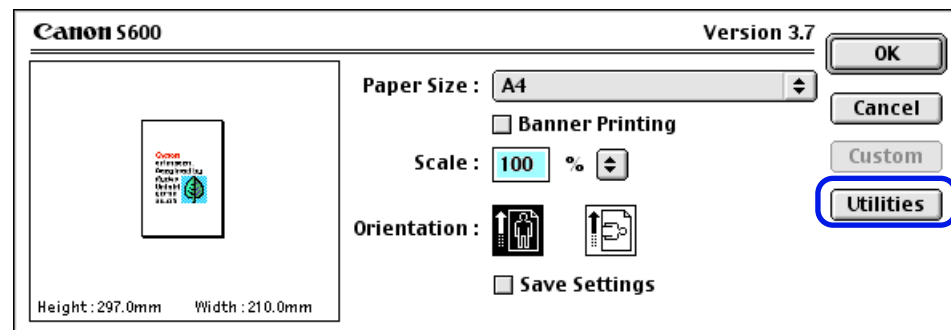 Canon S600
Version 3.7
OK
Paper Size : A4
Cancel
Banner Printing
Custom
Scale : 100 %
Utilities
Orientation :
Save Settings
Canon
Height:297.0mm Width:210.0mm